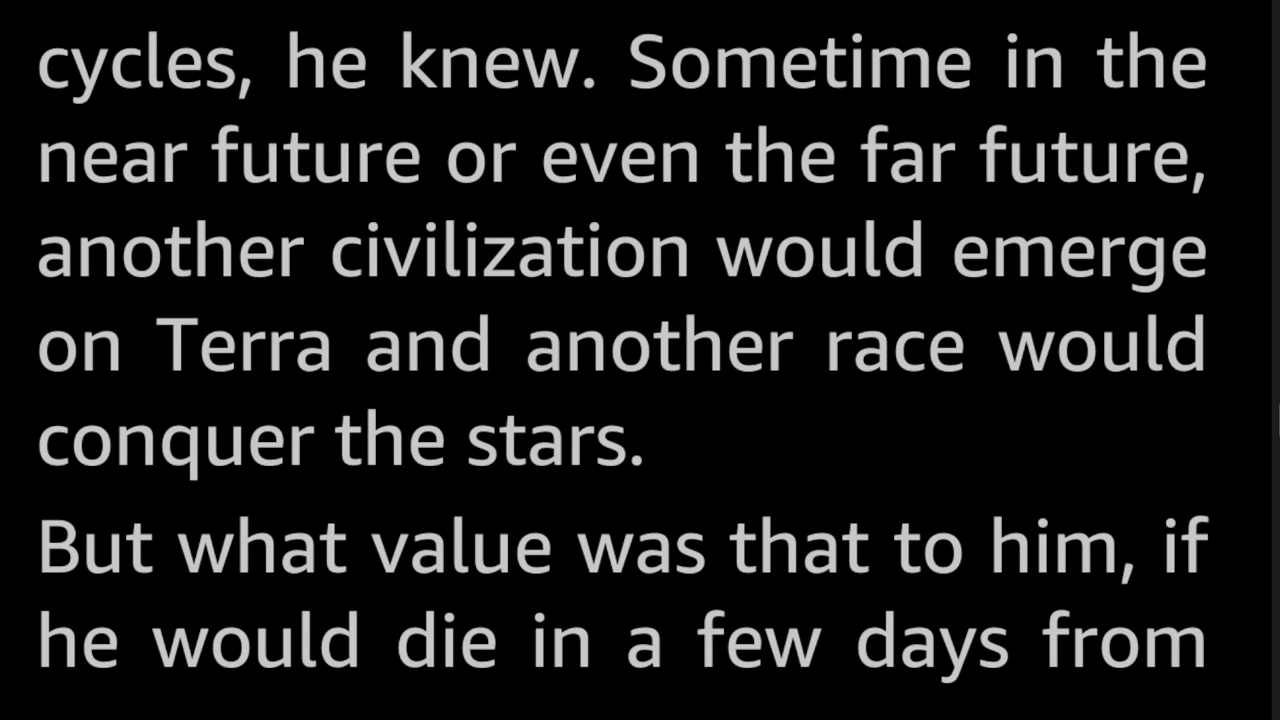 cycles, he knew. Sometime in the
near future or even the far future,
another civilization would emerge
on Terra and another race would
conquer the stars.
But what value was that to him, if
he would die in a few days from